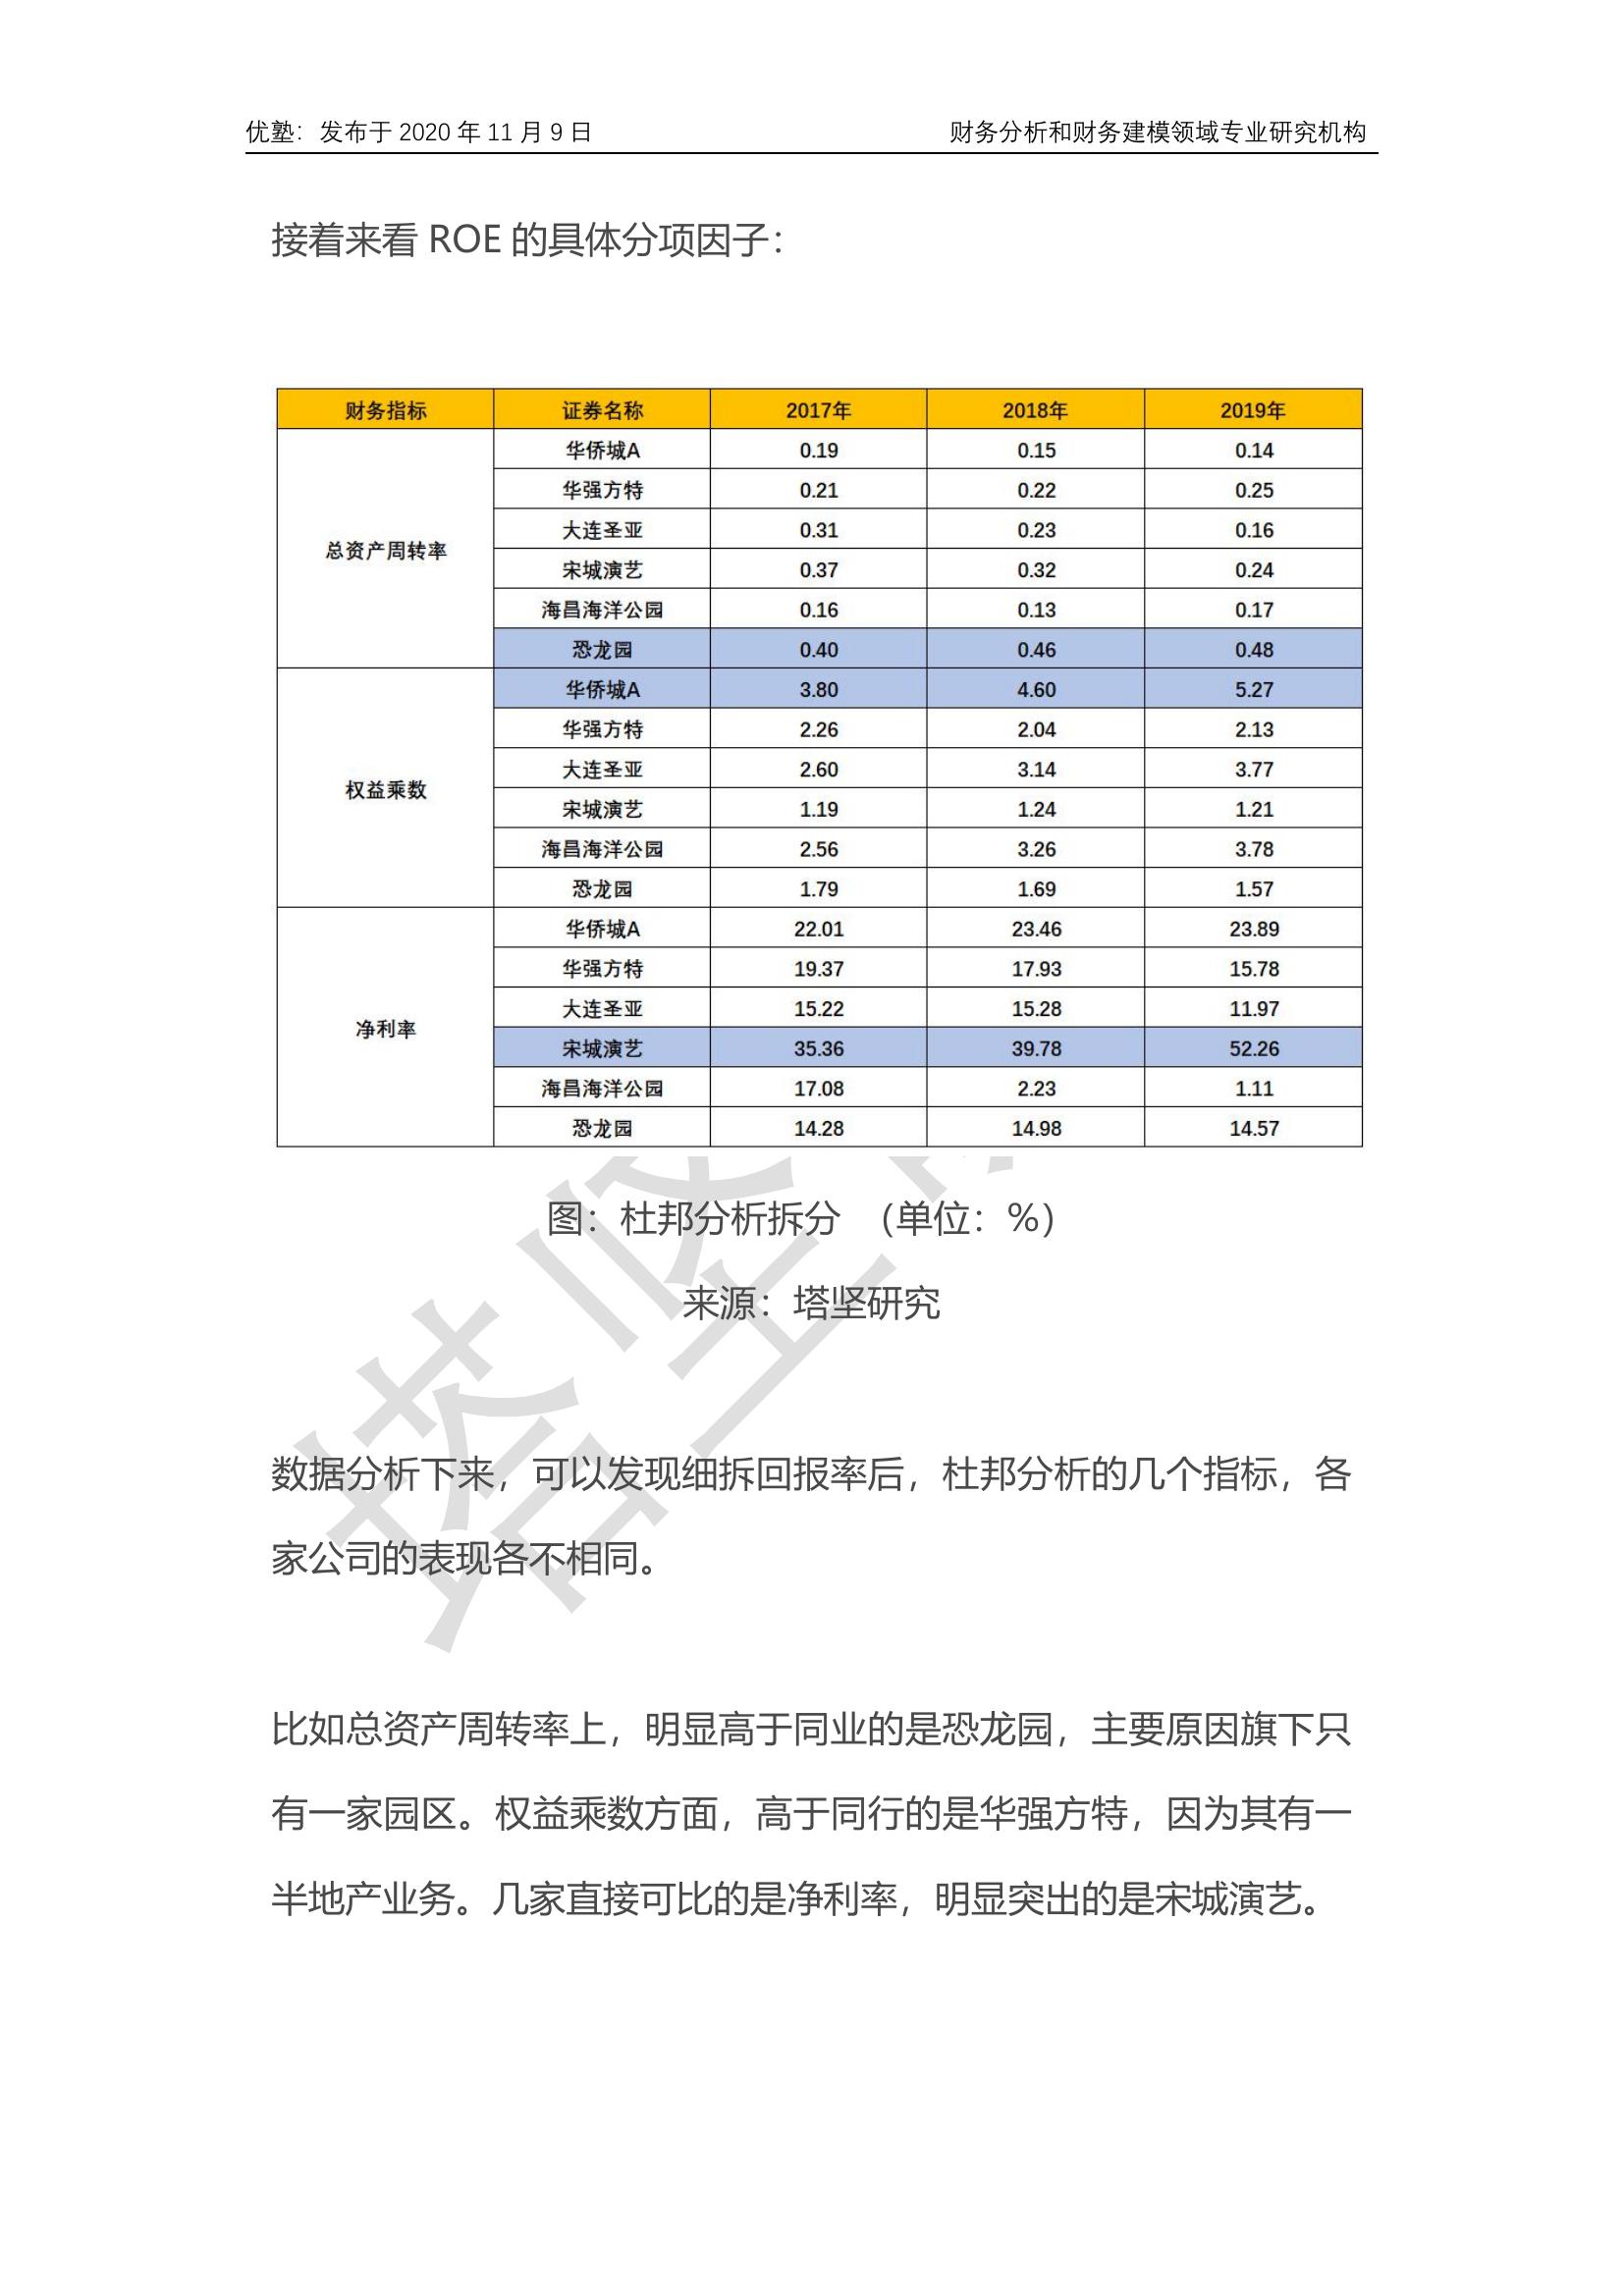 优塾：发布于 2020 年 11 月 9 日 财务分析和财务建模领域专业研究机构
接着来看 ROE 的具体分项因子：
财务指标 证券名称 2017年 2018年 2019年
总资产周转率 华侨城A 0.19 0.15 0.14
华强方特 0.21 0.22 0.25
大连圣亚 0.31 0.23 0.16
宋城演艺 0.37 0.32 0.24
海昌海洋公园 0.16 0.13 0.17
恐龙园 0.40 0.46 0.48
权益乘数 华侨城A 3.80 4.60 5.27
华强方特 2.26 2.04 2.13
大连圣亚 2.60 3.14 3.77
宋城演艺 1.19 1.24 1.21
海昌海洋公园 2.56 3.26 3.78
恐龙园 1.79 1.69 1.57
净利率 华侨城A 22.01 23.46 23.89
华强方特 19.37 17.93 15.78
大连圣亚 15.22 15.28 11.97
宋城演艺 35.36 39.78 52.26
海昌海洋公园 17.08 2.23 1.11
恐龙园 14.28 14.98 14.57
图：杜邦分析拆分 （单位：%）
来源：塔坚研究
数据分析下来，可以发现细拆回报率后，杜邦分析的几个指标，各
家公司的表现各不相同。
比如总资产周转率上，明显高于同业的是恐龙园，主要原因旗下只
有一家园区。权益乘数方面，高于同行的是华强方特，因为其有一
半地产业务。几家直接可比的是净利率，明显突出的是宋城演艺。
塔坚